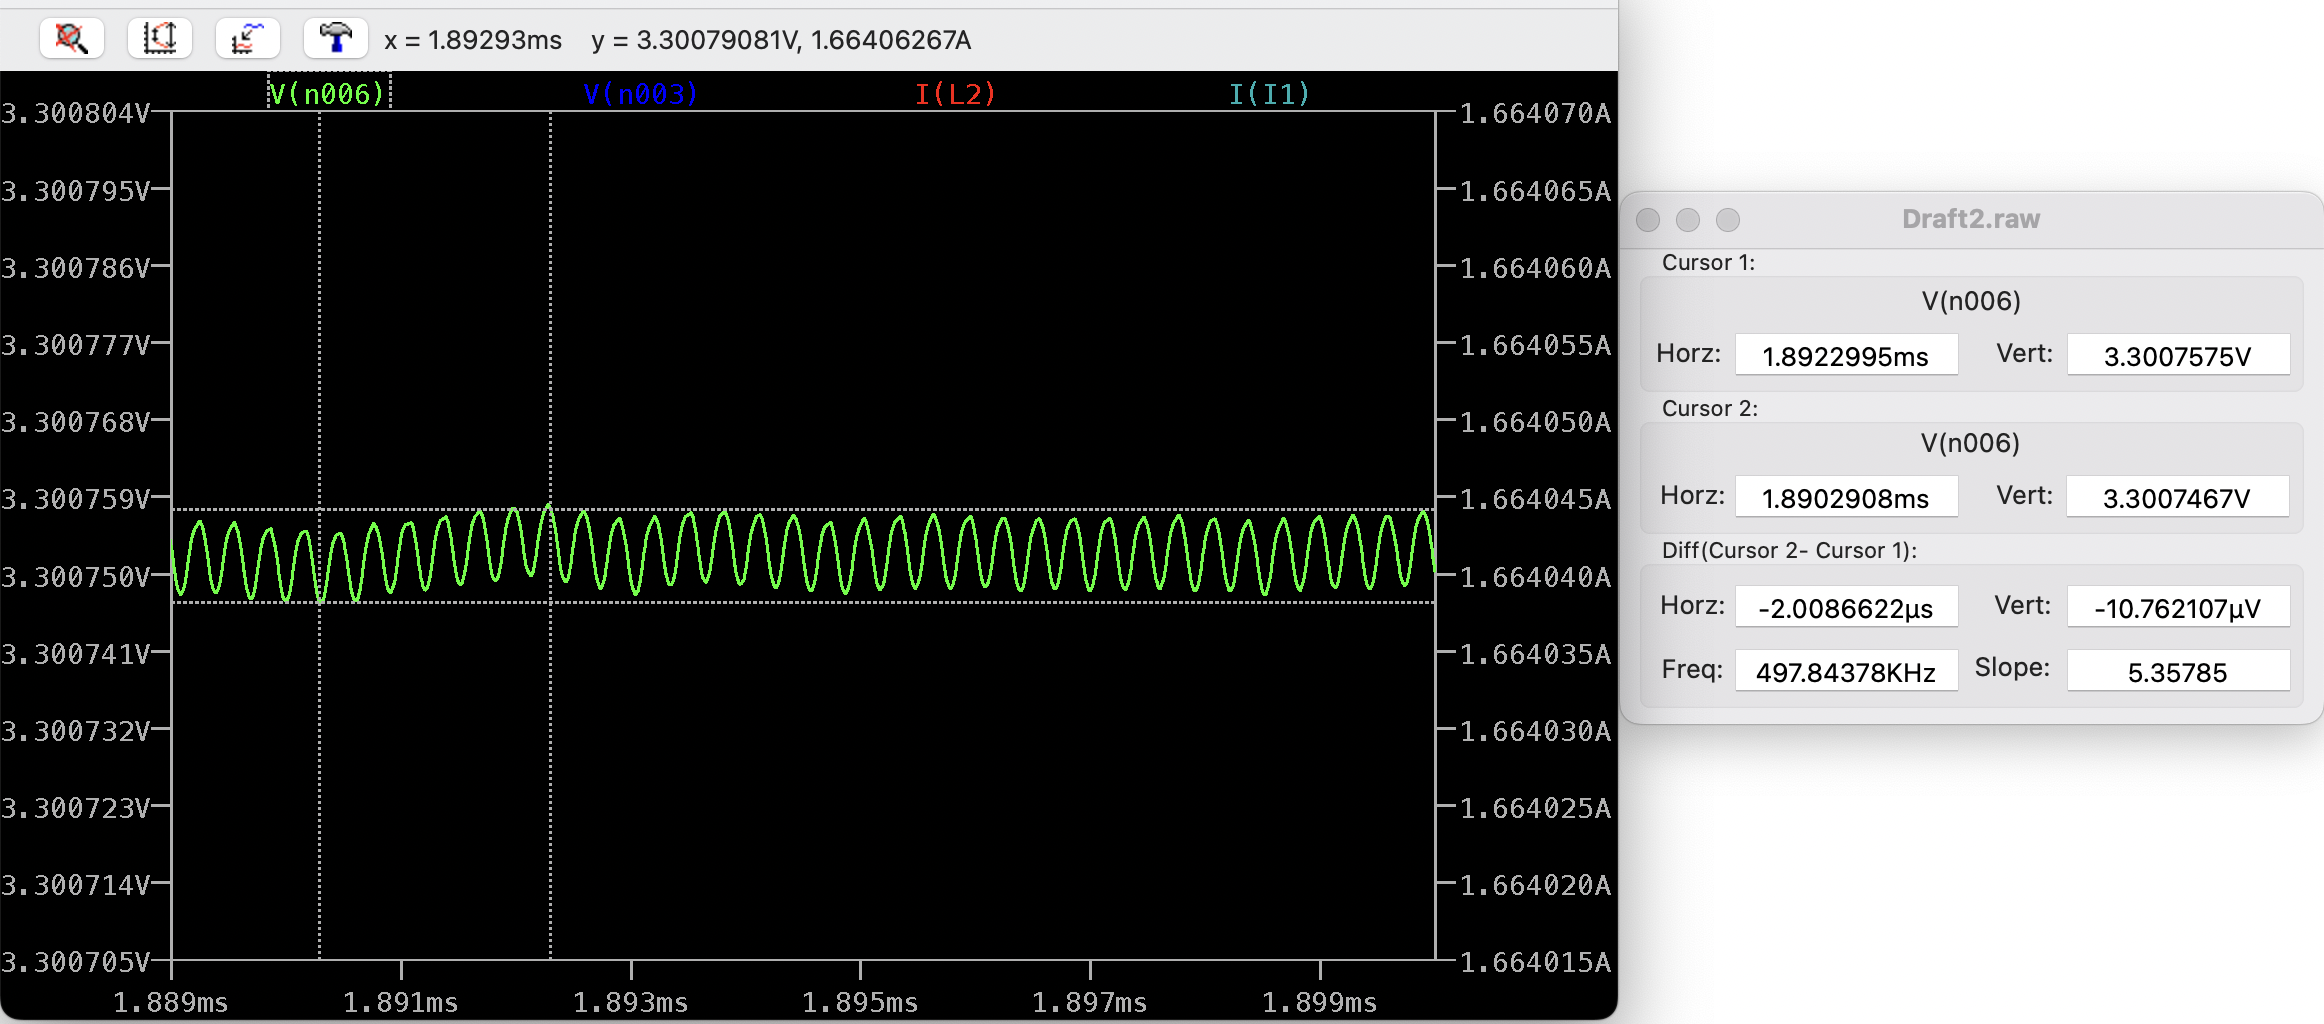 x = 1.89293ms y = 3.30079081V, 1.66406267A
V(n006) V(n003) I(L2) I(I1)
3.300804V 1.664070A
3.300795V 1.664065A
3.300786V 1.664060A
3.300777V 1.664055A
3.300768V 1.664050A
3.300759V 1.664045A
3.300750V 1.664040A
3.300741V 1.664035A
3.300732V 1.664030A
3.300723V 1.664025A
3.300714V 1.664020A
3.300705V 1.664015A
1.889ms 1.891ms 1.893ms 1.895ms 1.897ms 1.899ms
Draft2.raw
Cursor 1:
V(n006)
Horz: 1.8922995ms Vert: 3.3007575V
Cursor 2:
V(n006)
Horz: 1.8902908ms Vert: 3.3007467V
Diff(Cursor 2- Cursor 1):
Horz: -2.0086622µs Vert: -10.762107µV
Freq: 497.84378KHz Slope: 5.35785